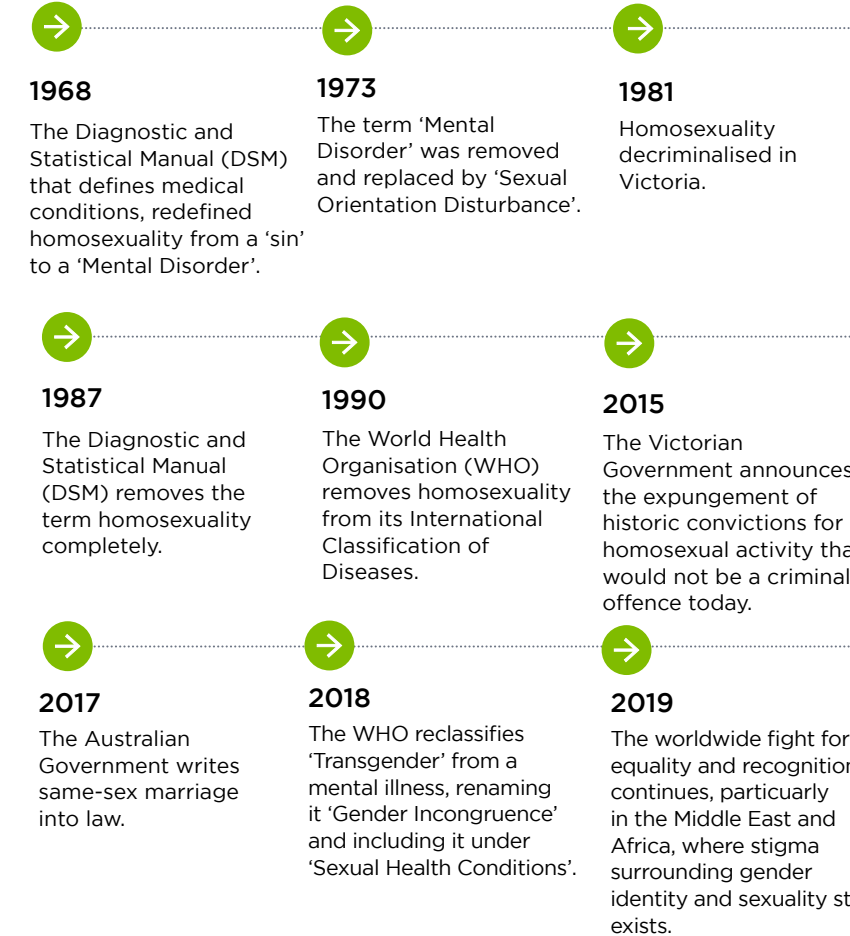 1968
The Diagnostic and
Statistical Manual (DSM)
that defines medical
conditions, redefined
homosexuality from a ‘sin’
to a ‘Mental Disorder’.
1973
The term ‘Mental
Disorder’ was removed
and replaced by ‘Sexual
Orientation Disturbance’.
1981
Homosexuality
decriminalised in
Victoria.
1987
The Diagnostic and
Statistical Manual
(DSM) removes the
term homosexuality
completely.
1990
The World Health
Organisation (WHO)
removes homosexuality
from its International
Classification of
Diseases.
2015
The Victorian
Government announces
the expungement of
historic convictions for
homosexual activity
would not be a criminal
offence today.
2017
The Australian
Government writes
same-sex marriage
into law.
2018
The WHO reclassifies
‘Transgender’ from a
mental illness, renaming
it ‘Gender Incongruence’
and including it under
‘Sexual Health Conditions’.
2019
The worldwide fight for
equality and recognition
continues, particuarly
in the Middle East and
Africa, where stigma
surrounding gender
identity and sexuality
exists.